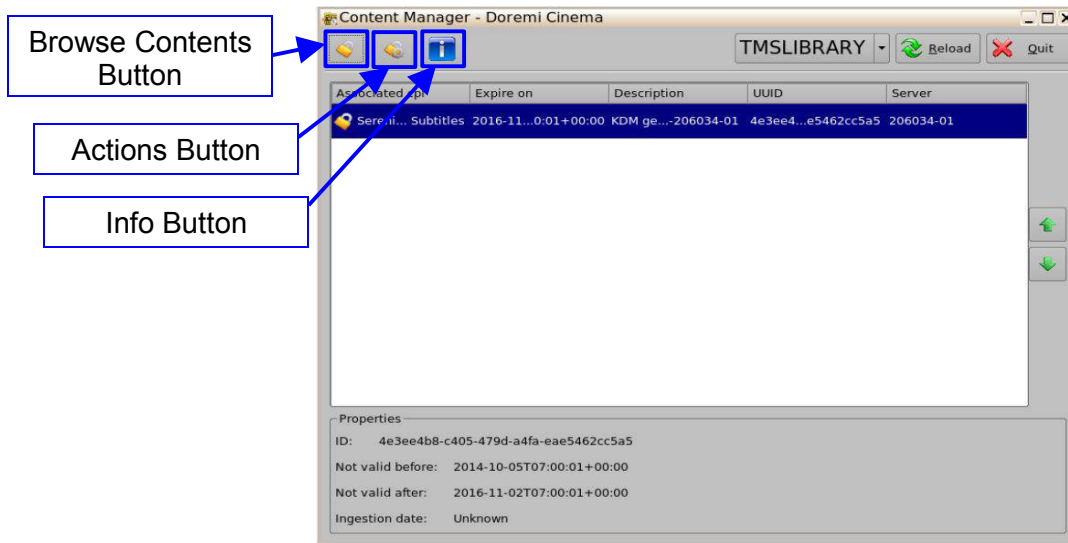 Content Manager - Doremi Cinema
Browse Contents
Button
TMSLIBRARY
Reload
Quit
Associated cpl Expire on Description UUID Server
Sereni... Subtitles 2016-11...0:01+00:00 KDM ge...-206034-01 4e3ee4...e5462cc5a5 206034-01
Actions Button
Info Button
Properties
ID: 4e3ee4b8-c405-479d-a4fa-eae5462cc5a5
Not valid before: 2014-10-05T07:00:01+00:00
Not valid after: 2016-11-02T07:00:01+00:00
Ingestion date: Unknown